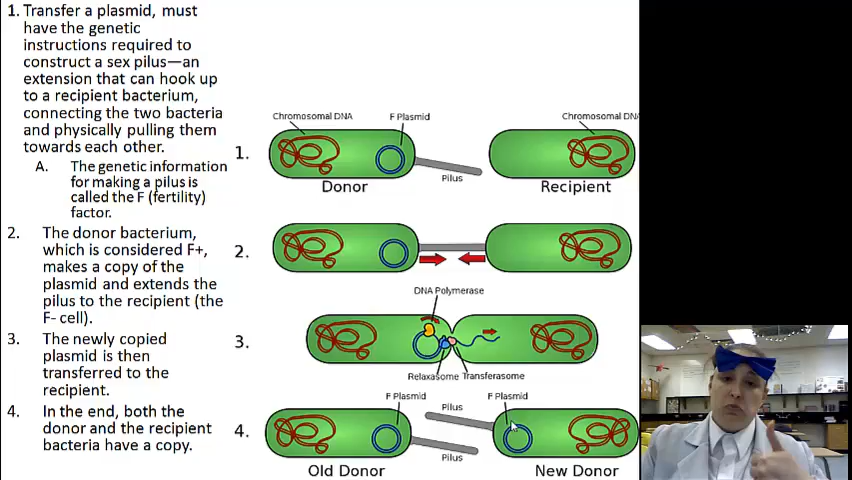 1. Transfer a plasmid, must
have the genetic
instructions required to
construct a sex pilus—an
extension that can hook up
to a recipient bacterium,
connecting the two bacteria
and physically pulling them
towards each other.
A. The genetic information
for making a pilus is
called the F (fertility)
factor.
2. The donor bacterium,
which is considered F+,
makes a copy of the
plasmid and extends the
pilus to the recipient (the
F- cell).
3. The newly copied
plasmid is then
transferred to the
recipient.
4. In the end, both the
donor and the recipient
bacteria have a copy.
Chromosomal DNA
F Plasmid
Chromosomal DNA
1.
Pilus
Donor
Recipient
2.
DNA Polymerase
3.
Relaxasome
Transferasome
F Plasmid
Pilus
F Plasmid
4.
Pilus
Old Donor
New Donor